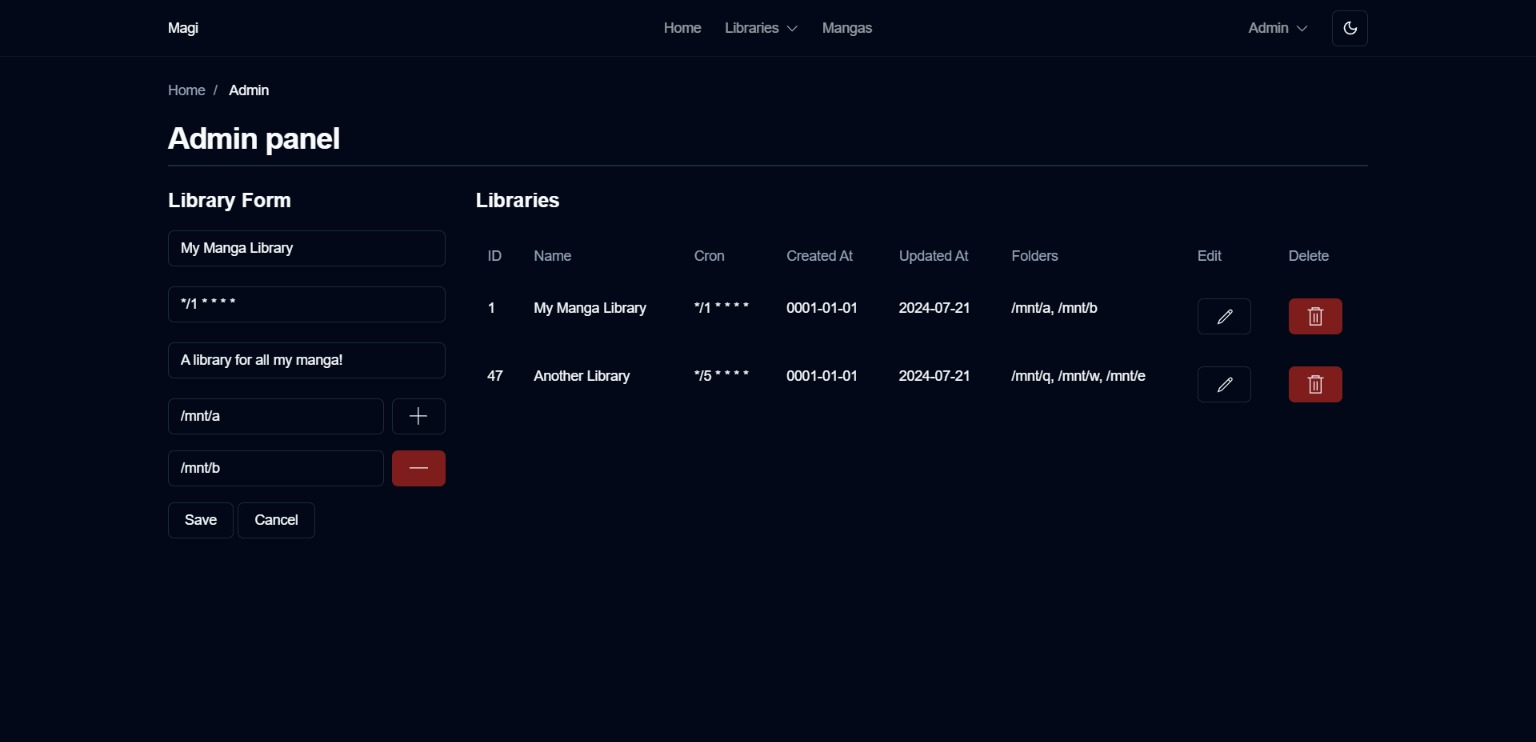 Magi Home Libraries Mangas Admin
Home / Admin
Admin panel
Library Form
My Manga Library
*/1 * * * *
A library for all my manga!
/mnt/a
/mnt/b
Save Cancel
Libraries
ID Name Cron Created At Updated At Folders Edit Delete
1 My Manga Library */1 * * * * 0001-01-01 2024-07-21 /mnt/a, /mnt/b
47 Another Library */5 * * * * 0001-01-01 2024-07-21 /mnt/q, /mnt/w, /mnt/e